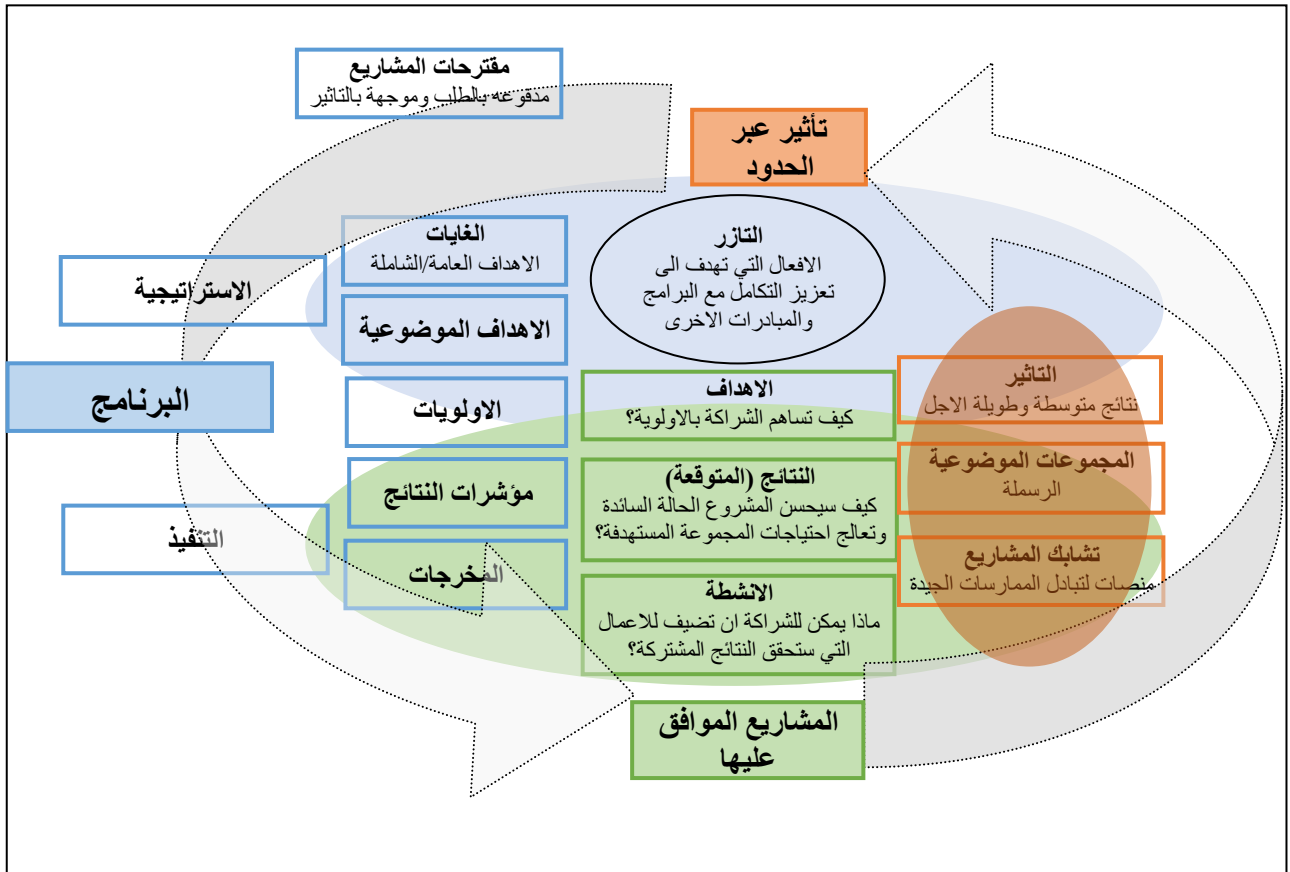 مقترحات المشاريع
مدفوعه بالطلب وموجهة بالتاثير
تأثير عبر
الحدود
الغايات
الاهداف العامة/الشاملة
التازر
الافعال التي تهدف الى
تعزيز التكامل مع البرامج
والمبادرات الاخرى
الاستراتيجية
الاهداف الموضوعية
البرنامج
الاولويات
الاهداف
كيف تساهم الشراكة بالاولوية؟
التاثير
نتائج متوسطة وطويلة الاجل
المجموعات الموضوعية
الرسملة
مؤشرات النتائج
النتائج (المتوقعة)
كيف سيحسن المشروع الحالة السائدة
وتعالج احتياجات المجموعة المستهدفة؟
التنفيذ
المخرجات
تشابك المشاريع
منصات لتبادل الممارسات الجيدة
الانشطة
ماذا يمكن للشراكة ان تضيف للاعمال
التي ستحقق النتائج المشتركة؟
المشاريع الموافق
عليها